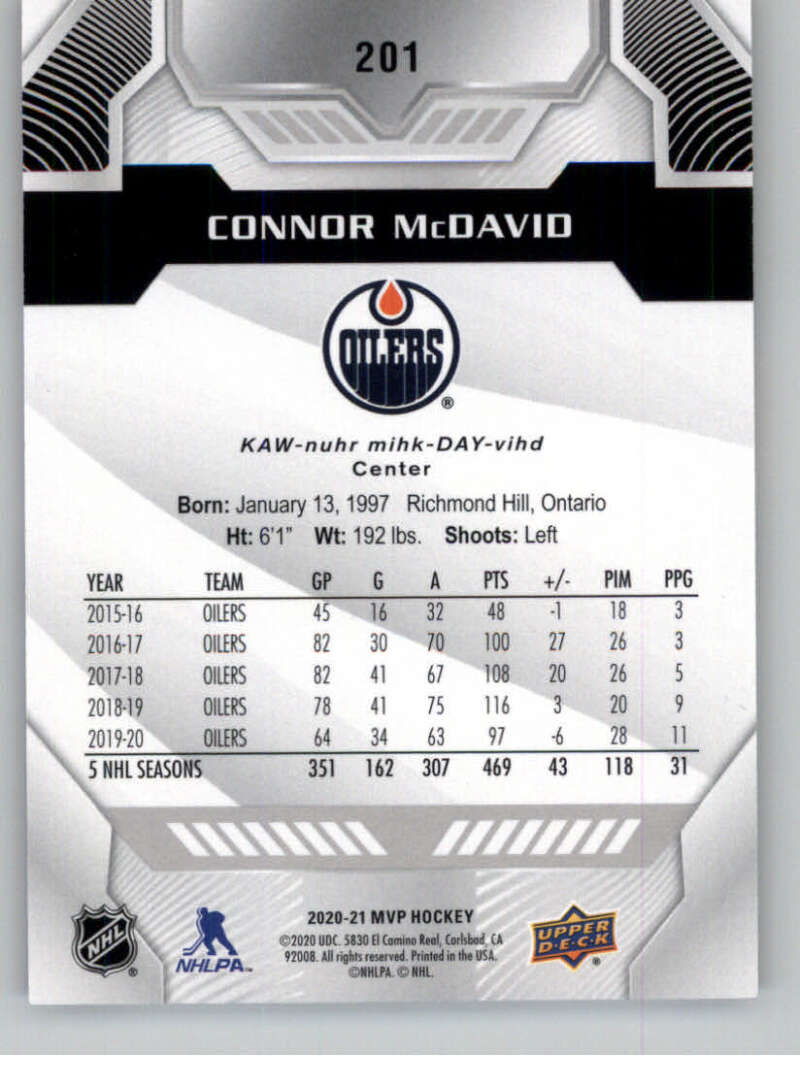 201
CONNOR McDAVID
OILERS
®
KAW-nuhr mihk-DAY-vihd
Center
Born: January 13, 1997 Richmond Hill, Ontario
Ht: 6'1" Wt: 192 lbs. Shoots: Left
YEAR TEAM GP G A PTS +/- PIM PPG
2015-16 OILERS 45 16 32 48 -1 18 3
2016-17 OILERS 82 30 70 100 27 26 3
2017-18 OILERS 82 41 67 108 20 26 5
2018-19 OILERS 78 41 75 116 3 20 9
2019-20 OILERS 64 34 63 97 -6 28 11
5 NHL SEASONS 351 162 307 469 43 118 31
NHL ®
NHLPA™
2020-21 MVP HOCKEY
©2020 UDC. 5830 El Camino Real, Carlsbad, CA
92008. All rights reserved. Printed in the USA.
©NHLPA. © NHL.
UPPER
D·E·C·K
®